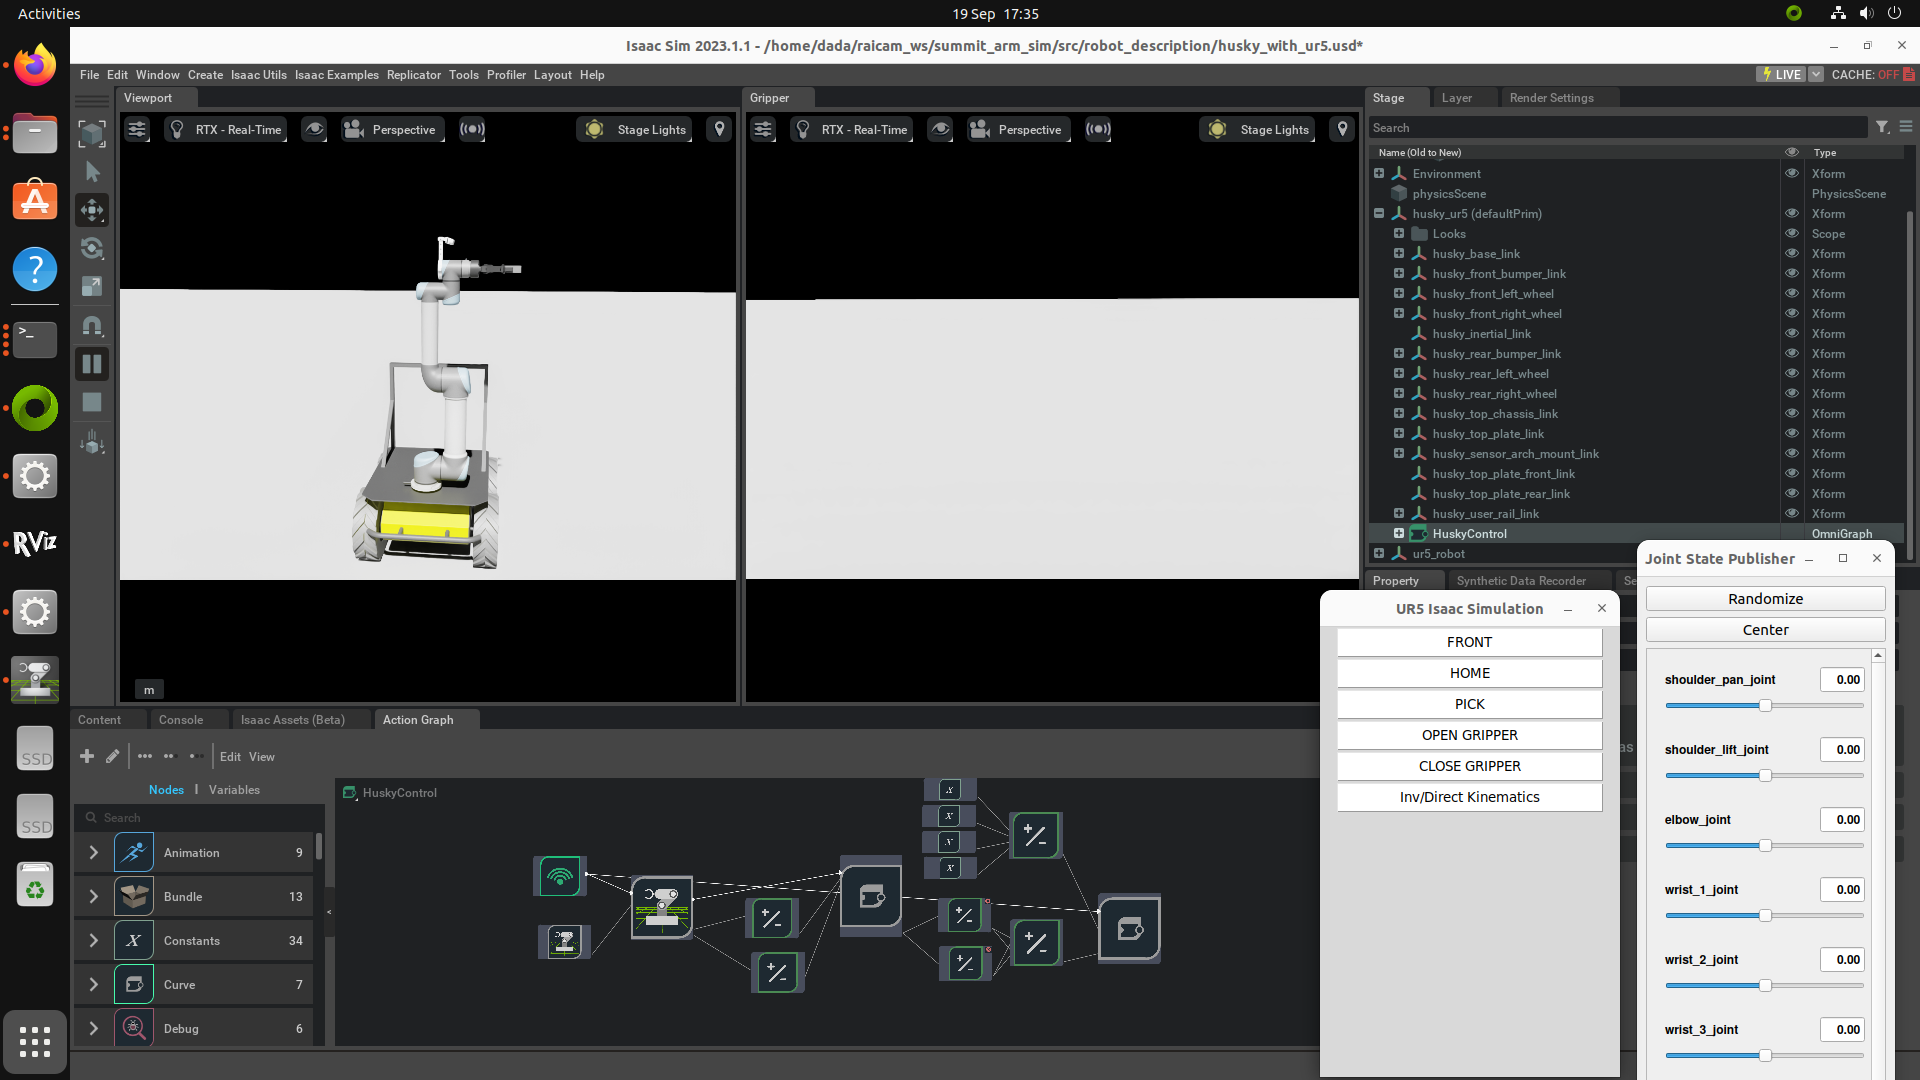 Activities
19 Sep 17:35
Isaac Sim 2023.1.1 - /home/dada/raicam_ws/summit_arm_sim/src/robot_description/husky_with_ur5.usd*
File Edit Window Create Isaac Utils Isaac Examples Replicator Tools Profiler Layout Help
LIVE CACHE: OFF
Viewport
RTX - Real-Time
Perspective
Stage Lights
m
Gripper
RTX - Real-Time
Perspective
Stage Lights
Stage Layer Render Settings
Search
Name (Old to New) Type
Environment Xform
physicsScene PhysicsScene
husky_ur5 (defaultPrim) Xform
Looks Scope
husky_base_link Xform
husky_front_bumper_link Xform
husky_front_left_wheel Xform
husky_front_right_wheel Xform
husky_inertial_link Xform
husky_rear_bumper_link Xform
husky_rear_left_wheel Xform
husky_rear_right_wheel Xform
husky_top_chassis_link Xform
husky_top_plate_link Xform
husky_sensor_arch_mount_link Xform
husky_top_plate_front_link Xform
husky_top_plate_rear_link Xform
husky_user_rail_link Xform
HuskyControl OmniGraph
ur5_robot
Property Synthetic Data Recorder Se
as
UR5 Isaac Simulation
FRONT
HOME
PICK
OPEN GRIPPER
CLOSE GRIPPER
Inv/Direct Kinematics
Joint State Publisher
Randomize
Center
shoulder_pan_joint 0.00
shoulder_lift_joint 0.00
elbow_joint 0.00
wrist_1_joint 0.00
wrist_2_joint 0.00
wrist_3_joint 0.00
Content Console Isaac Assets (Beta) Action Graph
Edit View
Nodes | Variables
Search
Animation 9
Bundle 13
X Constants 34
Curve 7
Debug 6
HuskyControl
X
X
X
X
RViz
SSD
SSD